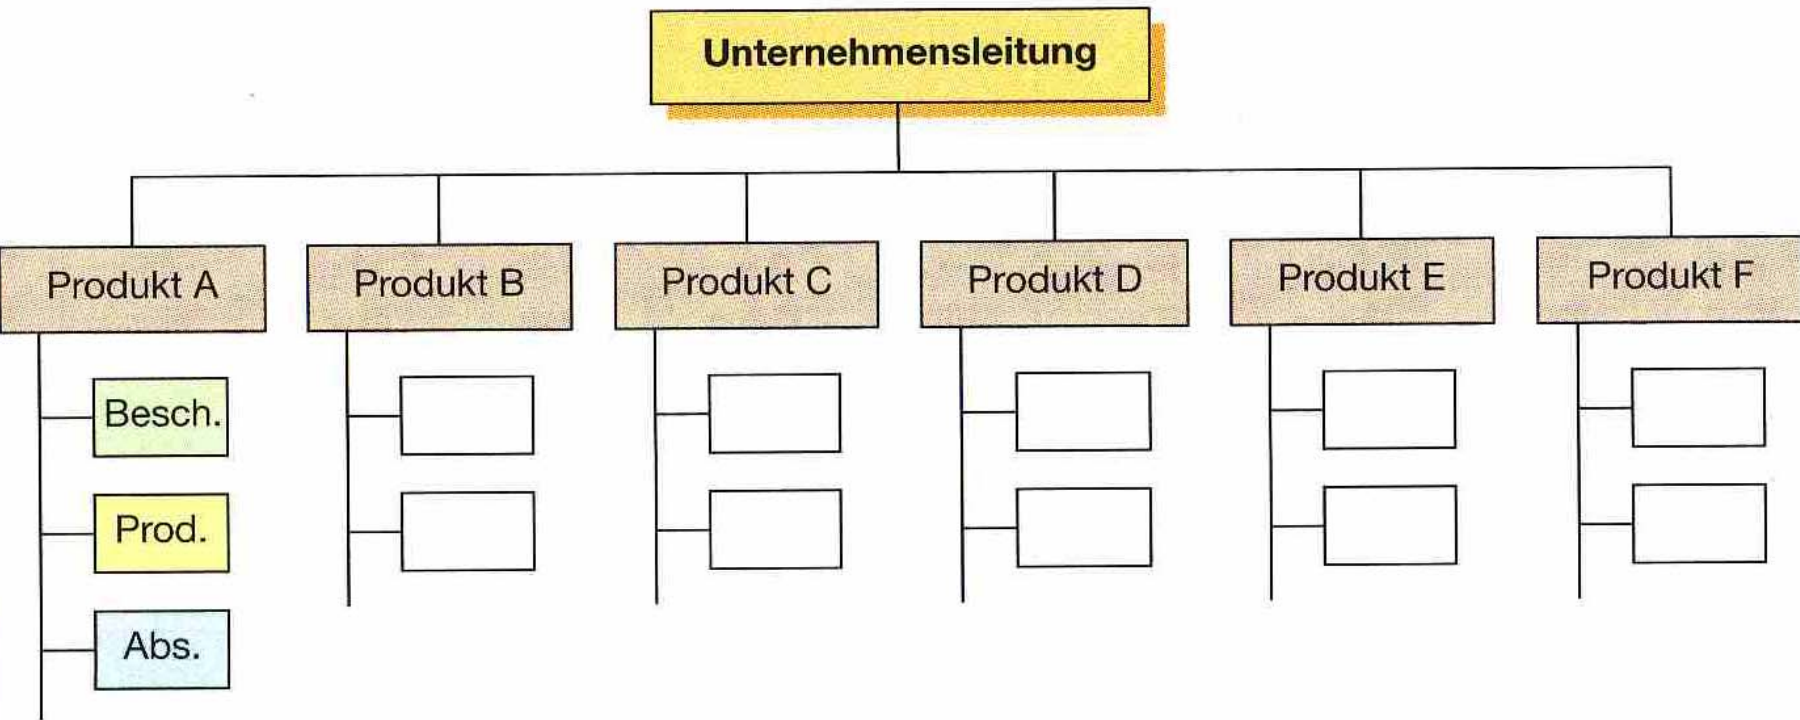 Unternehmensleitung
Produkt A
Produkt B
Produkt C
Produkt D
Produkt E
Produkt F
Besch.
Prod.
Abs.